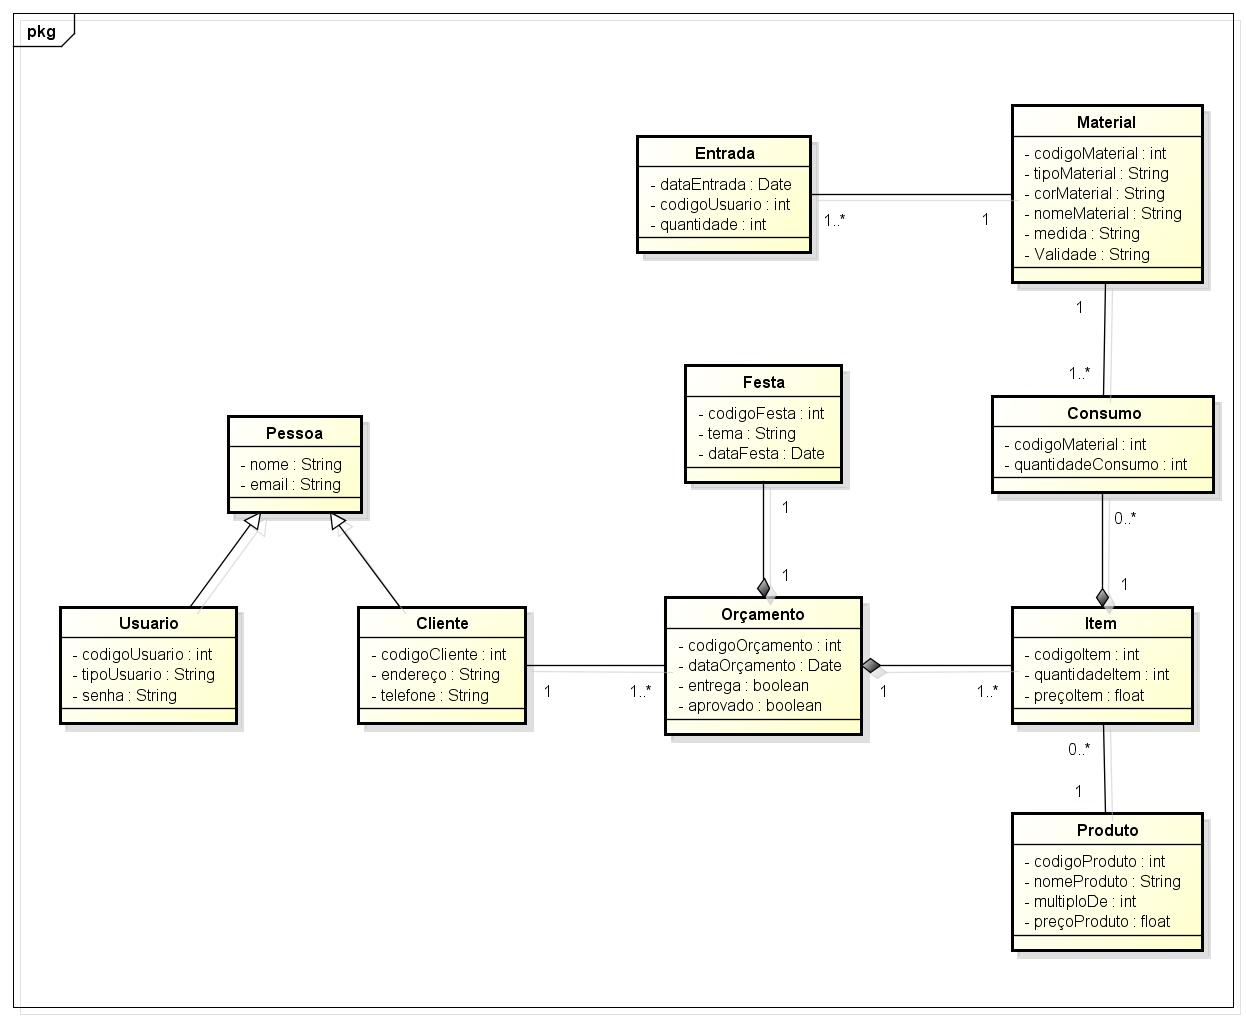 pkg
Material
- codigoMaterial : int
- tipoMaterial : String
- corMaterial : String
- nomeMaterial : String
- medida : String
- Validade : String
Entrada
- dataEntrada : Date
- codigoUsuario : int
- quantidade : int
1..*
1
1
1..*
Festa
- codigoFesta : int
- tema : String
- dataFesta : Date
Consumo
- codigoMaterial : int
- quantidadeConsumo : int
Pessoa
- nome : String
- email : String
1
0..*
1
1
Usuario
- codigoUsuario : int
- tipoUsuario : String
- senha : String
Cliente
- codigoCliente : int
- endereço : String
- telefone : String
1
1..*
Orçamento
- codigoOrçamento : int
- dataOrçamento : Date
- entrega : boolean
- aprovado : boolean
1
1..*
Item
- codigoItem : int
- quantidadeItem : int
- preçoItem : float
0..*
1
Produto
- codigoProduto : int
- nomeProduto : String
- multiploDe : int
- preçoProduto : float